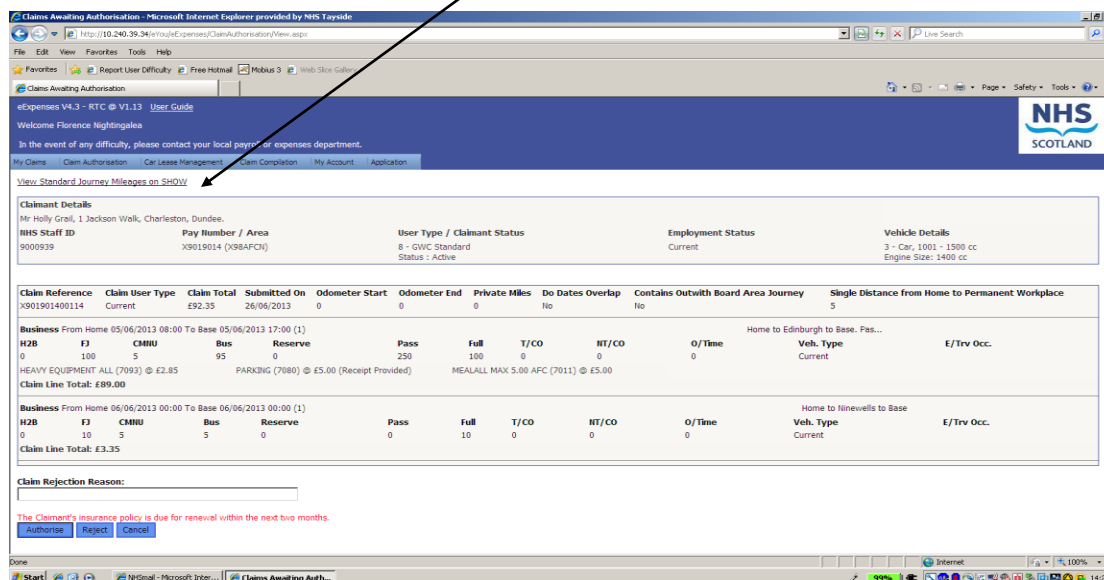 Claims Awaiting Authorisation - Microsoft Internet Explorer provided by NHS Tayside
http://10.240.39.34/eYou/eExpenses/ClaimAuthorisation/View.aspx Live Search
File Edit View Favorites Tools Help
Favorites Report User Difficulty Free Hotmail Mobius 3 Web Slice Gallery
Claims Awaiting Authorisation Page Safety Tools
eExpenses V4.3 - RTC @ V1.13 User Guide
Welcome Florence Nightingalea
In the event of any difficulty, please contact your local payroll or expenses department.
NHS
SCOTLAND
My Claims Claim Authorisation Car Lease Management Claim Compilation My Account Application
View Standard Journey Mileages on SHOW
Claimant Details
Mr Holly Grail, 1 Jackson Walk, Charleston, Dundee.
NHS Staff ID Pay Number / Area User Type / Claimant Status Employment Status Vehicle Details
9000939 X9019014 (X98AFCN) 8 - GWC Standard Current 3 - Car, 1001 - 1500 cc
Status : Active Engine Size: 1400 cc
Claim Reference Claim User Type Claim Total Submitted On Odometer Start Odometer End Private Miles Do Dates Overlap Contains Outwith Board Area Journey Single Distance from Home to Permanent Workplace
X901901400114 Current £92.35 26/06/2013 0 0 0 No No 5
Business From Home 05/06/2013 08:00 To Base 05/06/2013 17:00 (1) Home to Edinburgh to Base. Pas...
H2B FJ CMNU Bus Reserve Pass Full T/CO NT/CO O/Time Veh. Type E/Trv Occ.
0 100 5 95 0 250 100 0 0 0 Current
HEAVY EQUIPMENT ALL (7093) @ £2.85 PARKING (7080) @ £5.00 (Receipt Provided) MEALALL MAX 5.00 AFC (7011) @ £5.00
Claim Line Total: £89.00
Business From Home 06/06/2013 00:00 To Base 06/06/2013 00:00 (1) Home to Ninewells to Base
H2B FJ CMNU Bus Reserve Pass Full T/CO NT/CO O/Time Veh. Type E/Trv Occ.
0 10 5 5 0 0 10 0 0 0 Current
Claim Line Total: £3.35
Claim Rejection Reason:
The Claimant's insurance policy is due for renewal within the next two months.
Authorise Reject Cancel
Done Internet 100%
Start NHSmail - Microsoft Inter... Claims Awaiting Auth... 99%